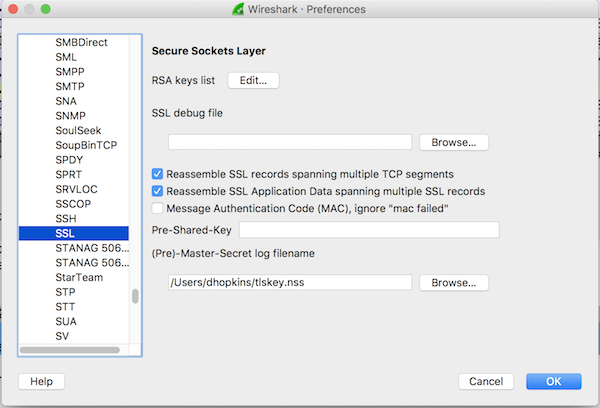 Wireshark · Preferences
SMBDirect
SML
SMPP
SMTP
SNA
SNMP
SoulSeek
SoupBinTCP
SPDY
SPRT
SRVLOC
SSCOP
SSH
SSL
STANAG 506...
STANAG 506...
StarTeam
STP
STT
SUA
SV
Secure Sockets Layer
RSA keys list Edit...
SSL debug file
Browse...
Reassemble SSL records spanning multiple TCP segments
Reassemble SSL Application Data spanning multiple SSL records
Message Authentication Code (MAC), ignore "mac failed"
Pre-Shared-Key
(Pre)-Master-Secret log filename
/Users/dhopkins/tlskey.nss Browse...
Help Cancel OK